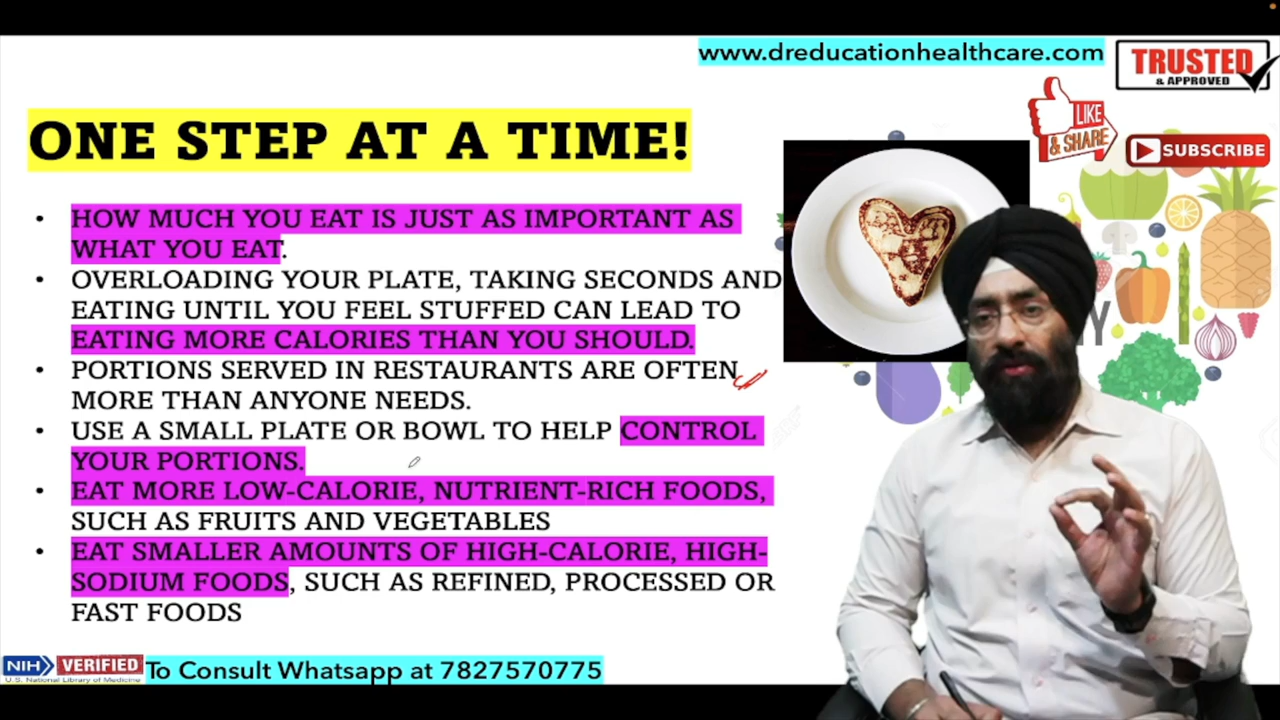 www.dreducationhealthcare.com
TRUSTED
& APPROVED
LIKE
& SHARE
SUBSCRIBE
ONE STEP AT A TIME!
• HOW MUCH YOU EAT IS JUST AS IMPORTANT AS
WHAT YOU EAT.
• OVERLOADING YOUR PLATE, TAKING SECONDS AND
EATING UNTIL YOU FEEL STUFFED CAN LEAD TO
EATING MORE CALORIES THAN YOU SHOULD.
• PORTIONS SERVED IN RESTAURANTS ARE OFTEN
MORE THAN ANYONE NEEDS.
• USE A SMALL PLATE OR BOWL TO HELP CONTROL
YOUR PORTIONS.
• EAT MORE LOW-CALORIE, NUTRIENT-RICH FOODS,
SUCH AS FRUITS AND VEGETABLES
• EAT SMALLER AMOUNTS OF HIGH-CALORIE, HIGH-
SODIUM FOODS, SUCH AS REFINED, PROCESSED OR
FAST FOODS
NIH VERIFIED
U.S. National Library of Medicine
To Consult Whatsapp at 7827570775